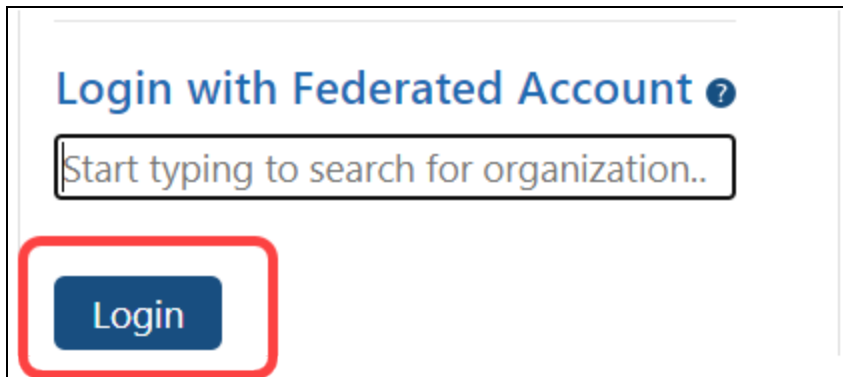 Login with Federated Account ?
Start typing to search for organization..
Login